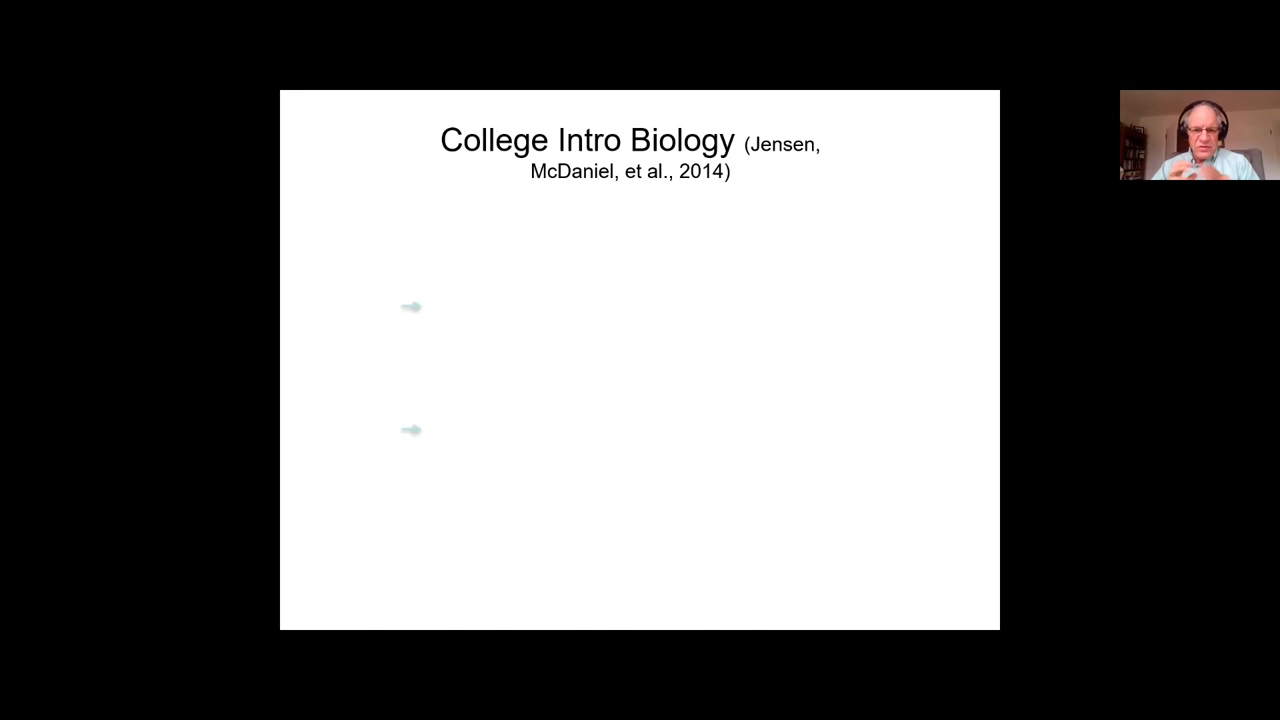 College Intro Biology (Jensen,
McDaniel, et al., 2014)